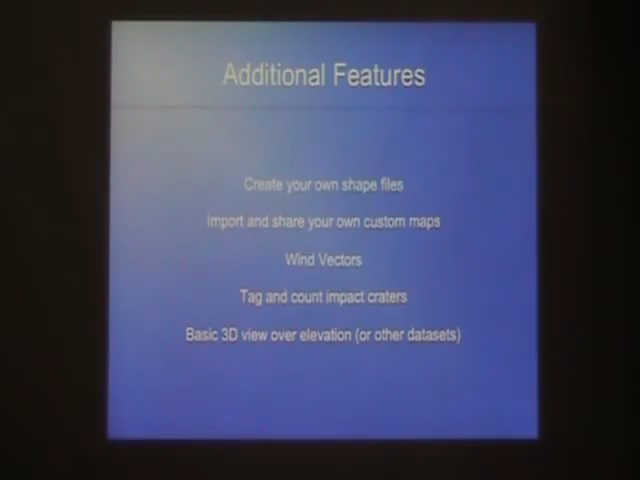 Additional Features
Create your own shape files
Import and share your own custom maps
Wind Vectors
Tag and count impact craters
Basic 3D view over elevation (or other datasets)